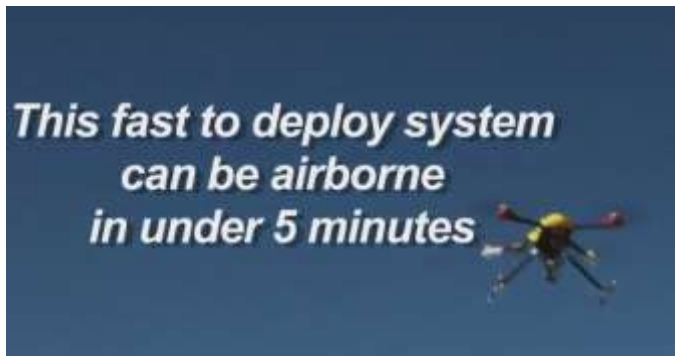 This fast to deploy system
can be airborne
in under 5 minutes